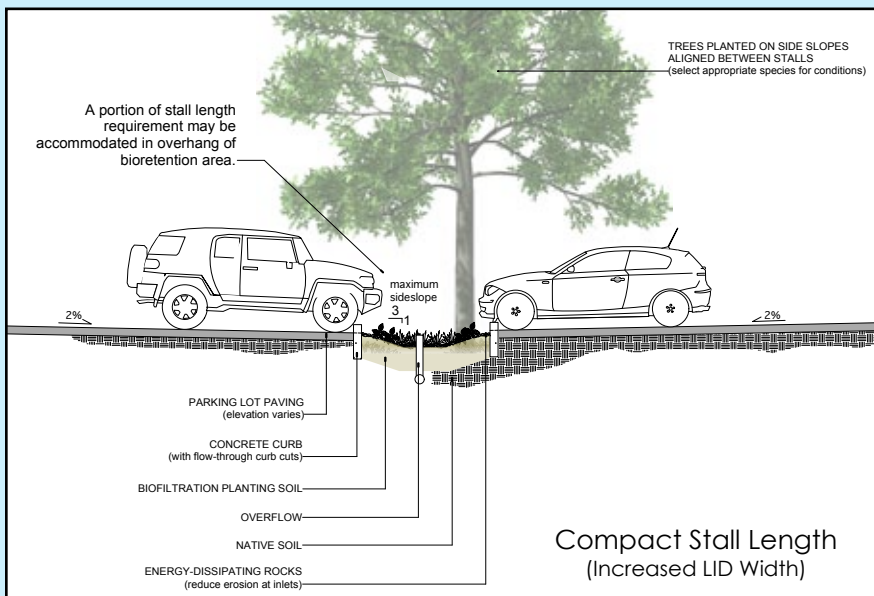 TREES PLANTED ON SIDE SLOPES
ALIGNED BETWEEN STALLS
(select appropriate species for conditions)
A portion of stall length
requirement may be
accommodated in overhang of
bioretention area.
maximum
sideslope
3
1
2%
2%
PARKING LOT PAVING
(elevation varies)
CONCRETE CURB
(with flow-through curb cuts)
BIOFILTRATION PLANTING SOIL
OVERFLOW
NATIVE SOIL
ENERGY-DISSIPATING ROCKS
(reduce erosion at inlets)
Compact Stall Length
(Increased LID Width)